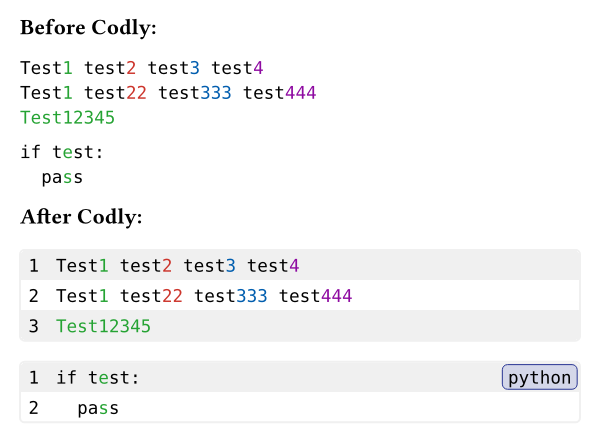 Before Codly:
Test1 test2 test3 test4
Test1 test22 test333 test444
Test12345
if test:
  pass
After Codly:
1 Test1 test2 test3 test4
2 Test1 test22 test333 test444
3 Test12345
1 if test: python
2   pass